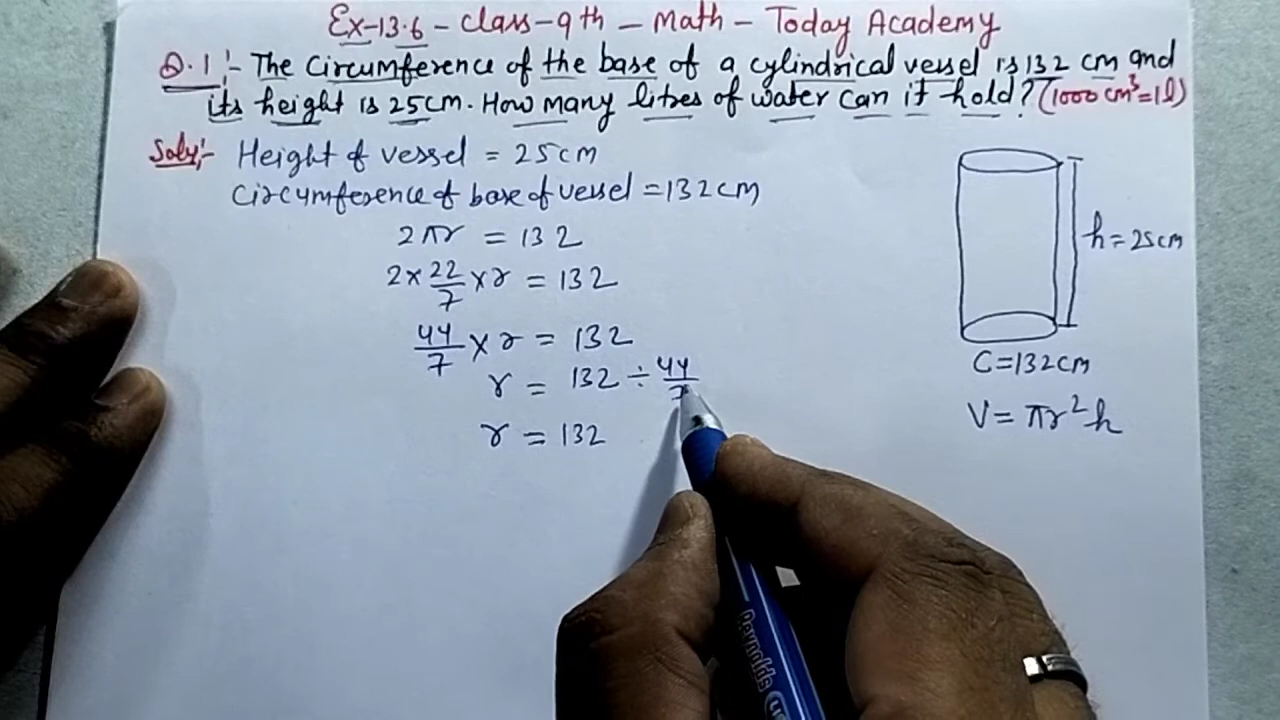 Ex-13.6 - Class-9th - Math - Today Academy
Q.1:- The Circumference of the base of a cylindrical vessel is 132 cm and
its height is 25cm. How many litres of water can it hold? (1000 cm³=1l)
Soln:- Height of vessel = 25cm
Circumference of base of vessel = 132cm
2πr = 132
2 × 22/7 × r = 132
44/7 × r = 132
r = 132 ÷ 44/7
r = 132
h = 25cm
C = 132cm
V = πr²h
Reynolds